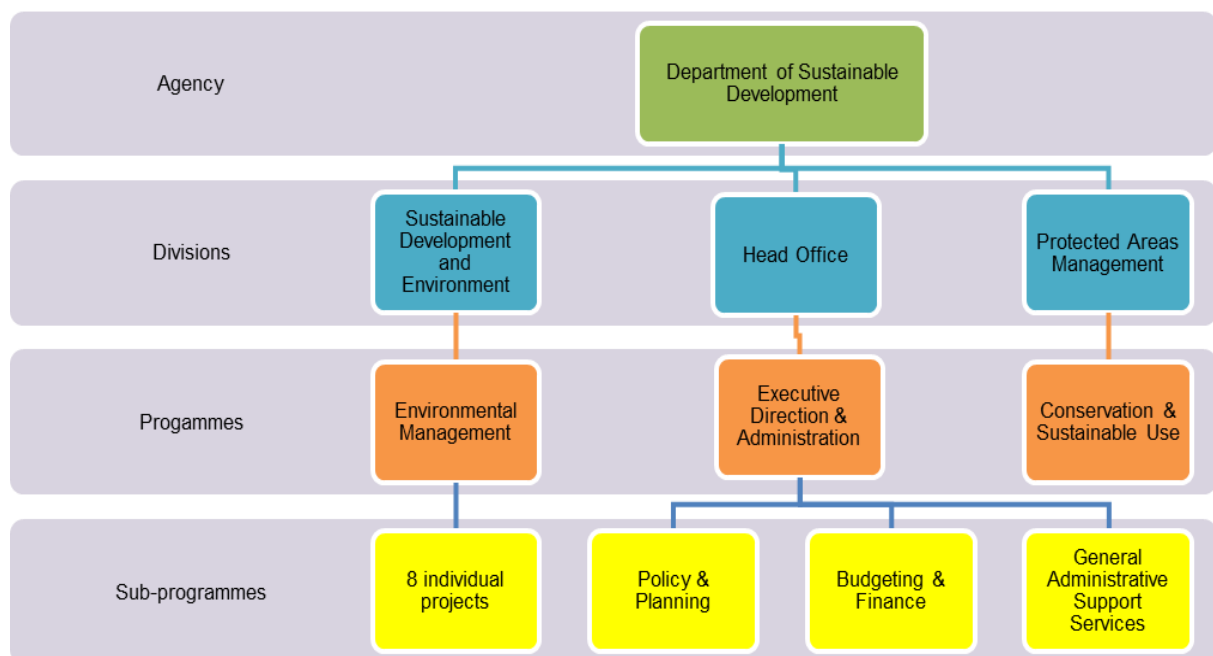 Agency
Department of Sustainable
Development
Divisions
Sustainable
Development
and
Environment
Head Office
Protected Areas
Management
Progammes
Environmental
Management
Executive
Direction &
Administration
Conservation &
Sustainable Use
Sub-programmes
8 individual
projects
Policy &
Planning
Budgeting &
Finance
General
Administrative
Support
Services